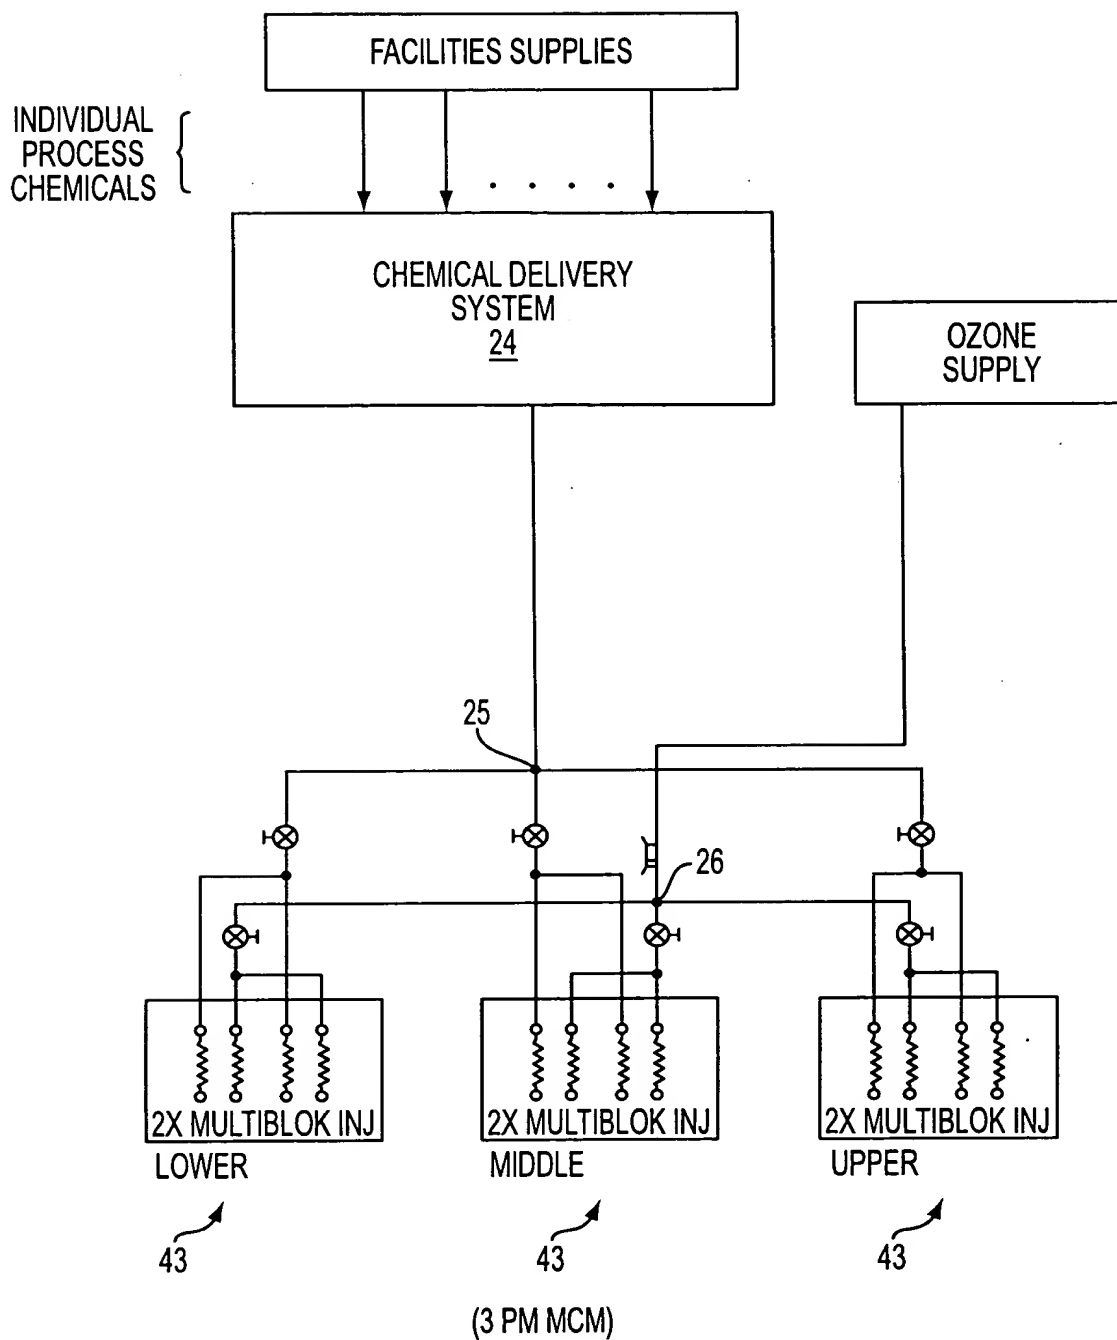 FACILITIES SUPPLIES
INDIVIDUAL
PROCESS
CHEMICALS
CHEMICAL DELIVERY
SYSTEM
24
OZONE
SUPPLY
25
26
2X MULTIBLOK INJ
2X MULTIBLOK INJ
2X MULTIBLOK INJ
LOWER
MIDDLE
UPPER
43
43
43
(3 PM MCM)